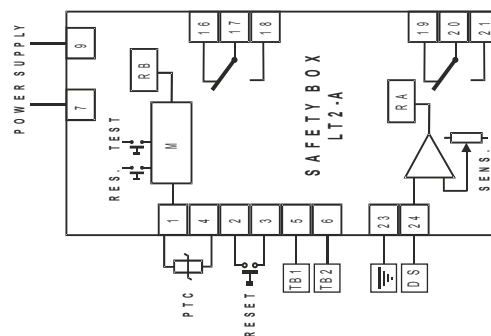 POWER SUPPLY
9
7
16
17
18
19
20
21
RB
RA
M
TEST
RES.
SAFETY BOX
LT2-A
SENS.
1
4
2
3
5
6
23
24
PTC
RESET
TB1
TB2
DS